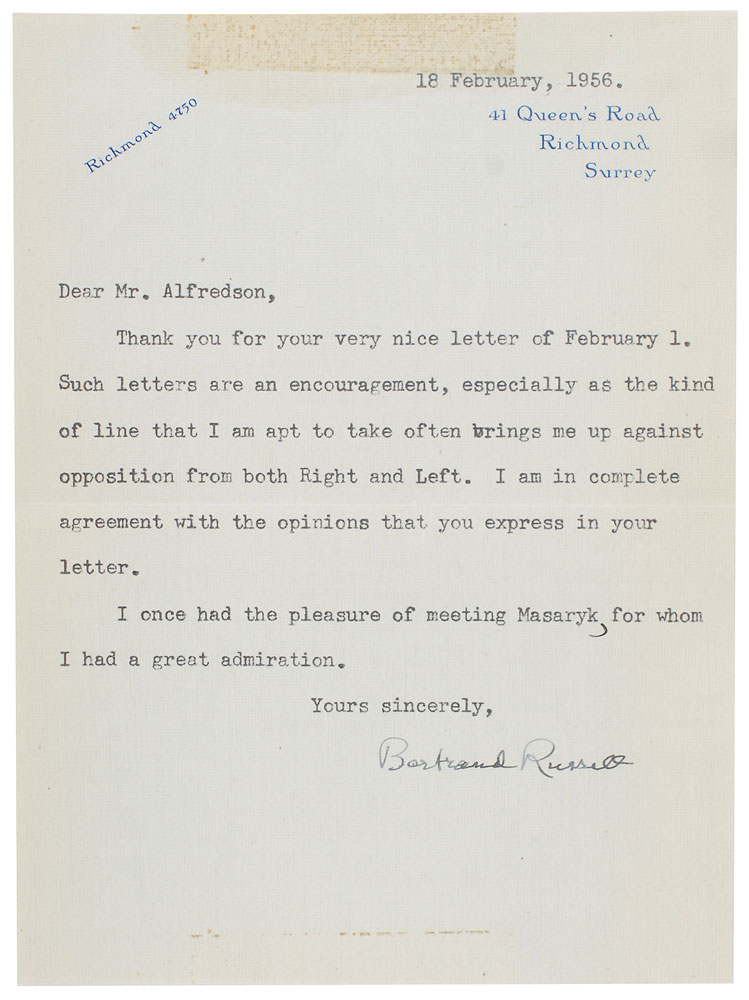 18 February, 1956.
Richmond 4750
41 Queen's Road
Richmond
Surrey
Dear Mr. Alfredson,
Thank you for your very nice letter of February 1.
Such letters are an encouragement, especially as the kind
of line that I am apt to take often brings me up against
opposition from both Right and Left. I am in complete
agreement with the opinions that you express in your
letter.
I once had the pleasure of meeting Masaryk, for whom
I had a great admiration.
Yours sincerely,
Bertrand Russell